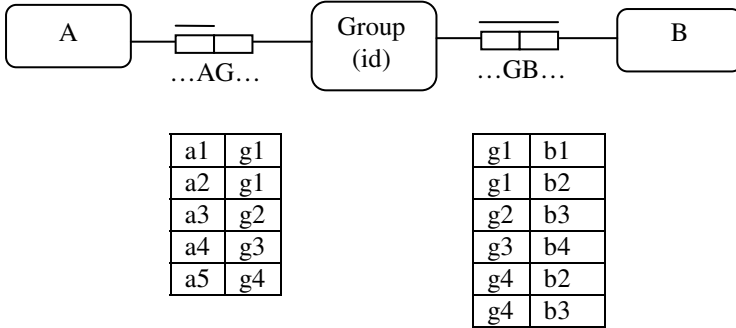 A
Group
(id)
B
…AG…
…GB…
a1 g1
a2 g1
a3 g2
a4 g3
a5 g4
g1 b1
g1 b2
g2 b3
g3 b4
g4 b2
g4 b3